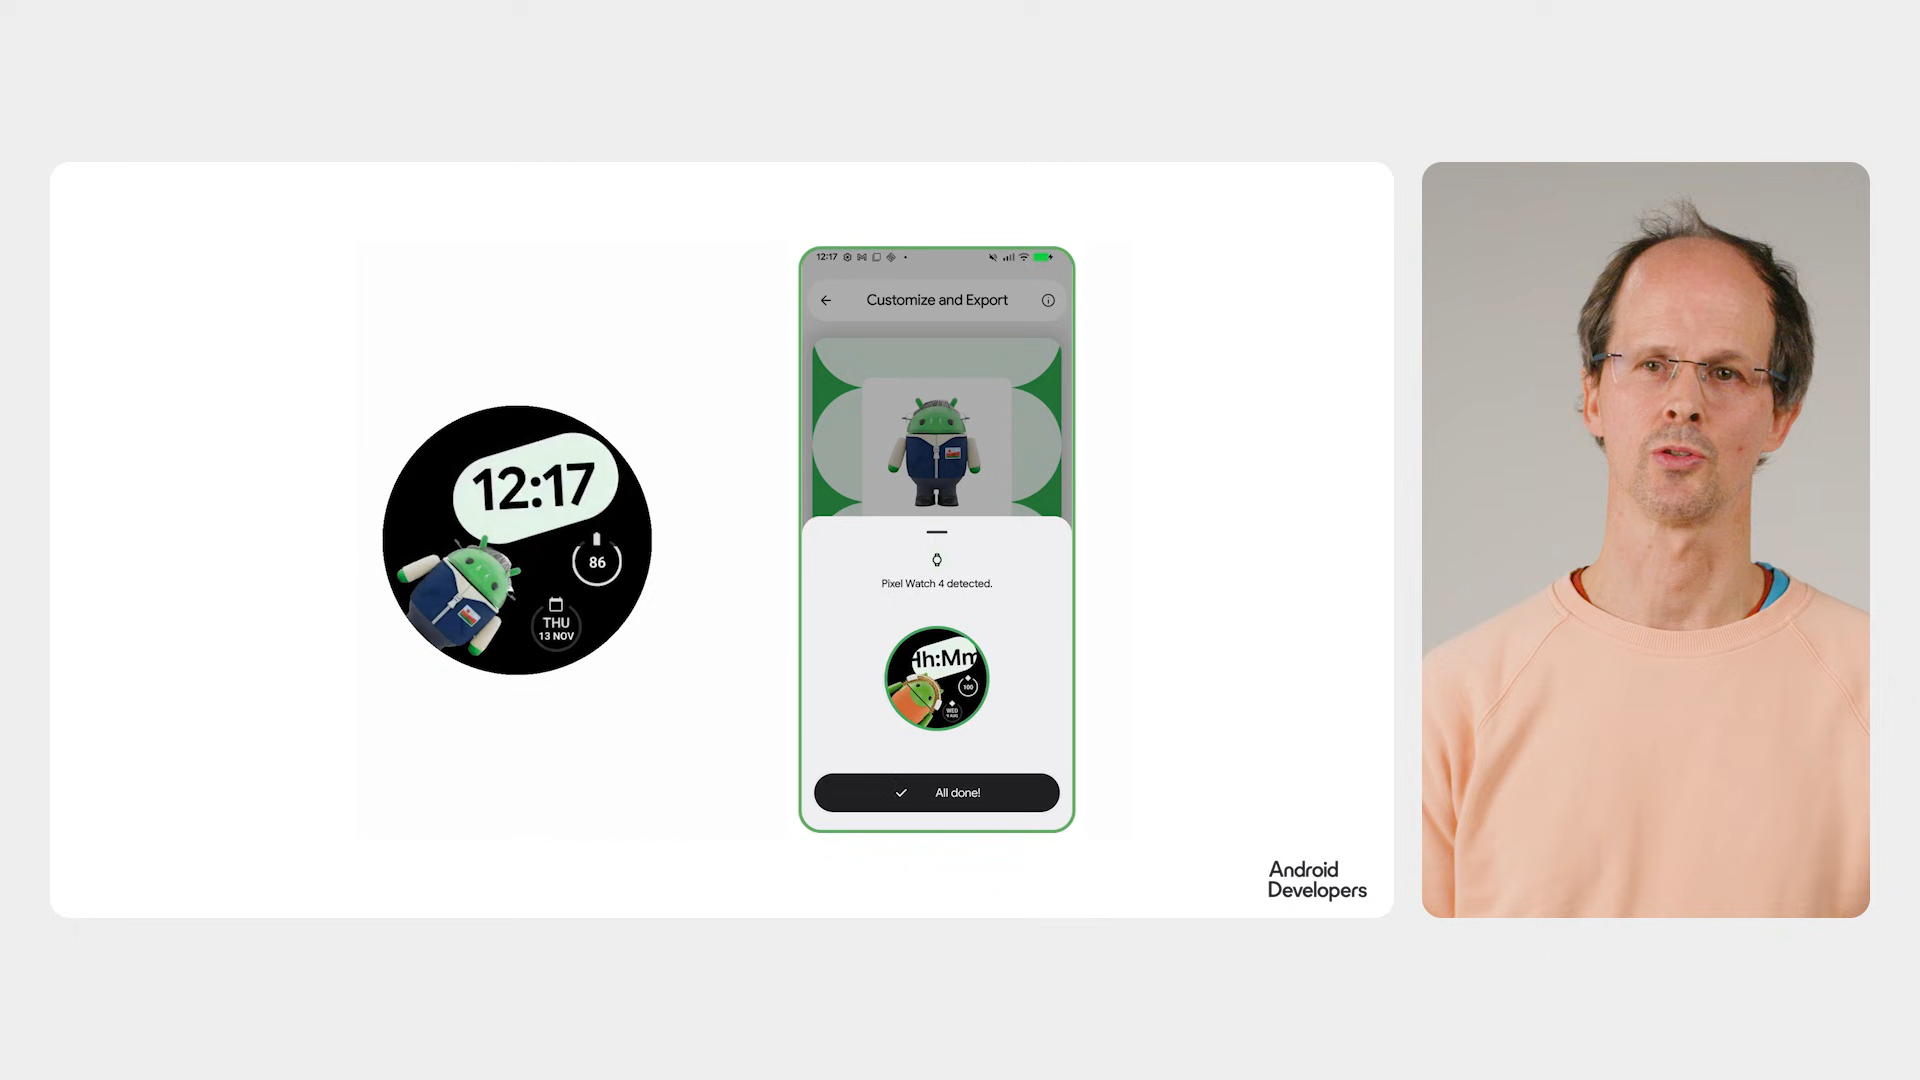 12:17
86
THU
13 NOV
12:17
Customize and Export
Pixel Watch 4 detected.
Hh:Mm
100
WED
All done!
Android
Developers